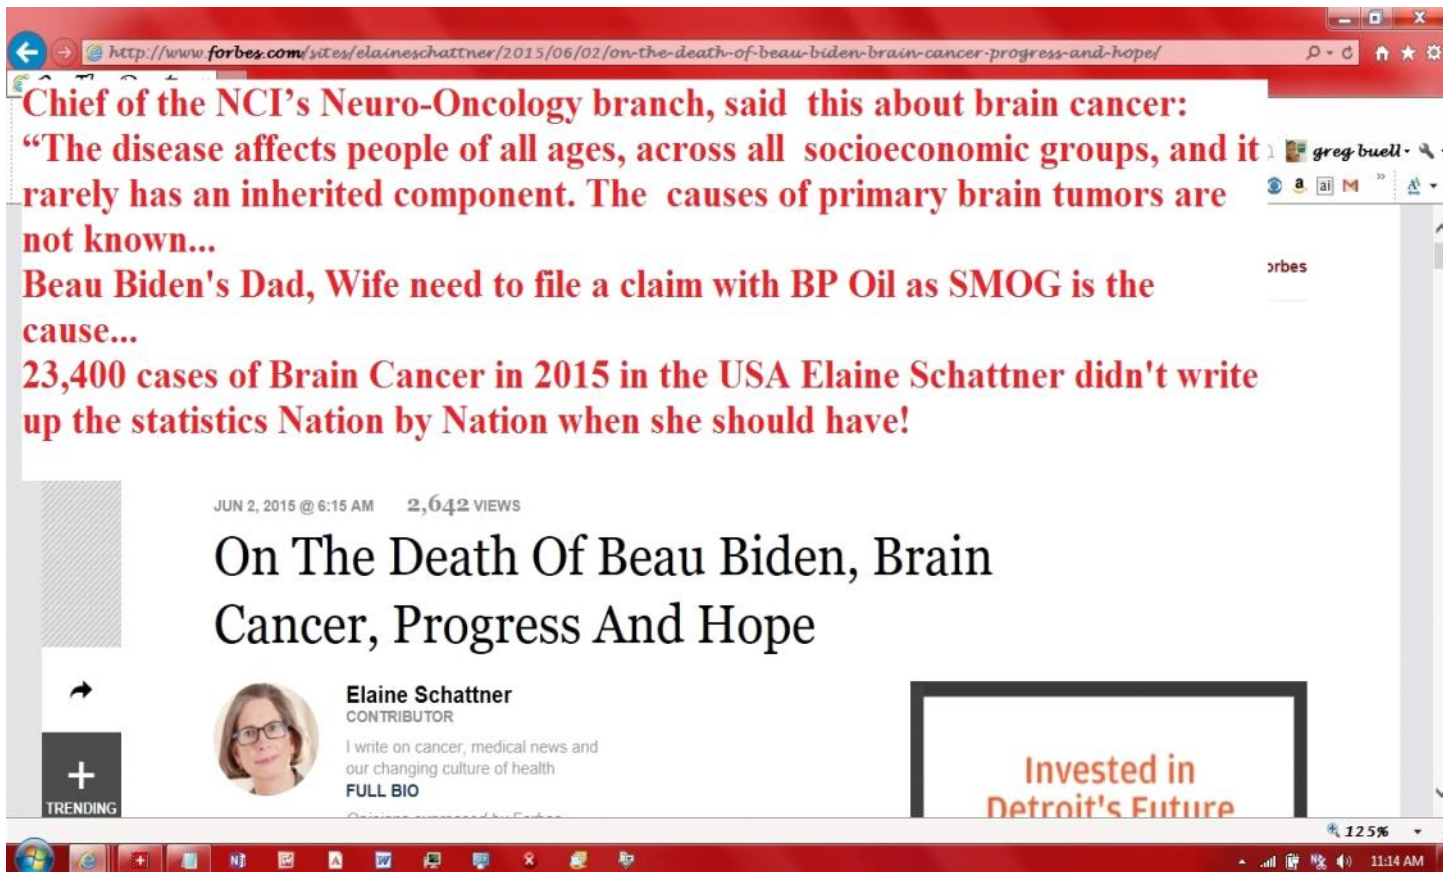 http://www.forbes.com/sites/elaineschattner/2015/06/02/on-the-death-of-beau-biden-brain-cancer-progress-and-hope/
Chief of the NCI’s Neuro-Oncology branch, said this about brain cancer:
“The disease affects people of all ages, across all socioeconomic groups, and it
greg buell
rarely has an inherited component. The causes of primary brain tumors are
not known...
orbes
Beau Biden's Dad, Wife need to file a claim with BP Oil as SMOG is the
cause...
23,400 cases of Brain Cancer in 2015 in the USA Elaine Schattner didn't write
up the statistics Nation by Nation when she should have!
JUN 2, 2015 @ 6:15 AM 2,642 VIEWS
On The Death Of Beau Biden, Brain
Cancer, Progress And Hope
Elaine Schattner
CONTRIBUTOR
I write on cancer, medical news and
our changing culture of health
FULL BIO
TRENDING
Invested in
Detroit's Future
125%
11:14 AM